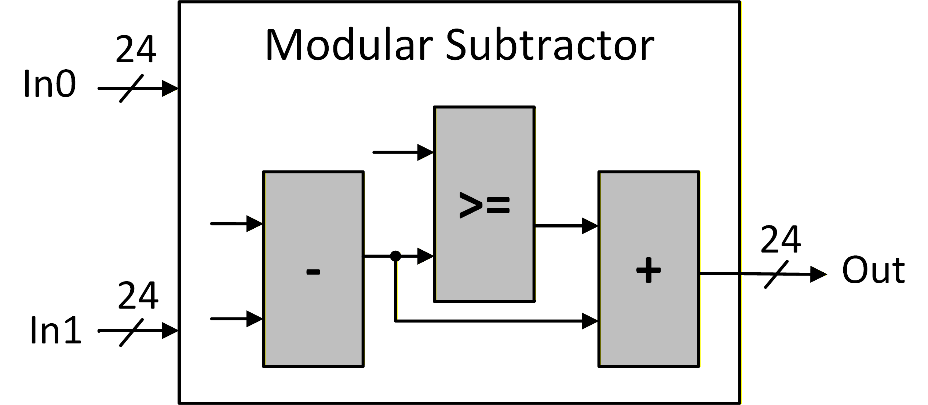 Modular Subtractor
24
In0
>=
-
+
24
Out
24
In1